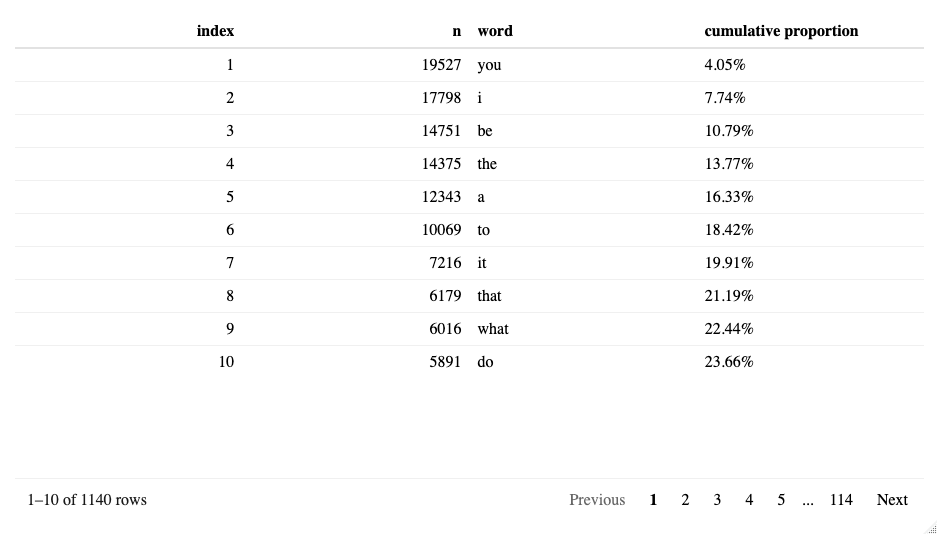 index n word cumulative proportion
1 19527 you 4.05%
2 17798 i 7.74%
3 14751 be 10.79%
4 14375 the 13.77%
5 12343 a 16.33%
6 10069 to 18.42%
7 7216 it 19.91%
8 6179 that 21.19%
9 6016 what 22.44%
10 5891 do 23.66%
1–10 of 1140 rows Previous 1 2 3 4 5 ... 114 Next